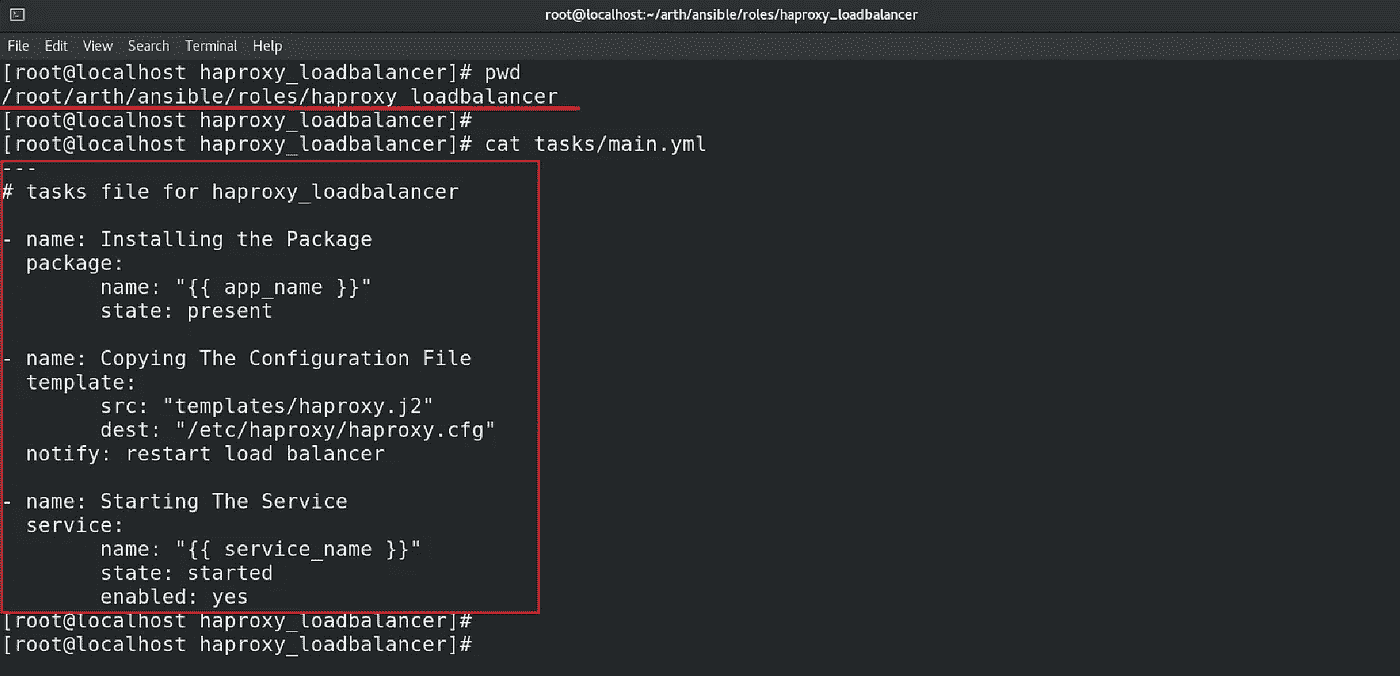 root@localhost:~/arth/ansible/roles/haproxy_loadbalancer
File Edit View Search Terminal Help
[root@localhost haproxy_loadbalancer]# pwd
/root/arth/ansible/roles/haproxy_loadbalancer
[root@localhost haproxy_loadbalancer]#
[root@localhost haproxy_loadbalancer]# cat tasks/main.yml
---
# tasks file for haproxy_loadbalancer

- name: Installing the Package
  package:
        name: "{{ app_name }}"
        state: present

- name: Copying The Configuration File
  template:
        src: "templates/haproxy.j2"
        dest: "/etc/haproxy/haproxy.cfg"
  notify: restart load balancer

- name: Starting The Service
  service:
        name: "{{ service_name }}"
        state: started
        enabled: yes
[root@localhost haproxy_loadbalancer]#
[root@localhost haproxy_loadbalancer]#